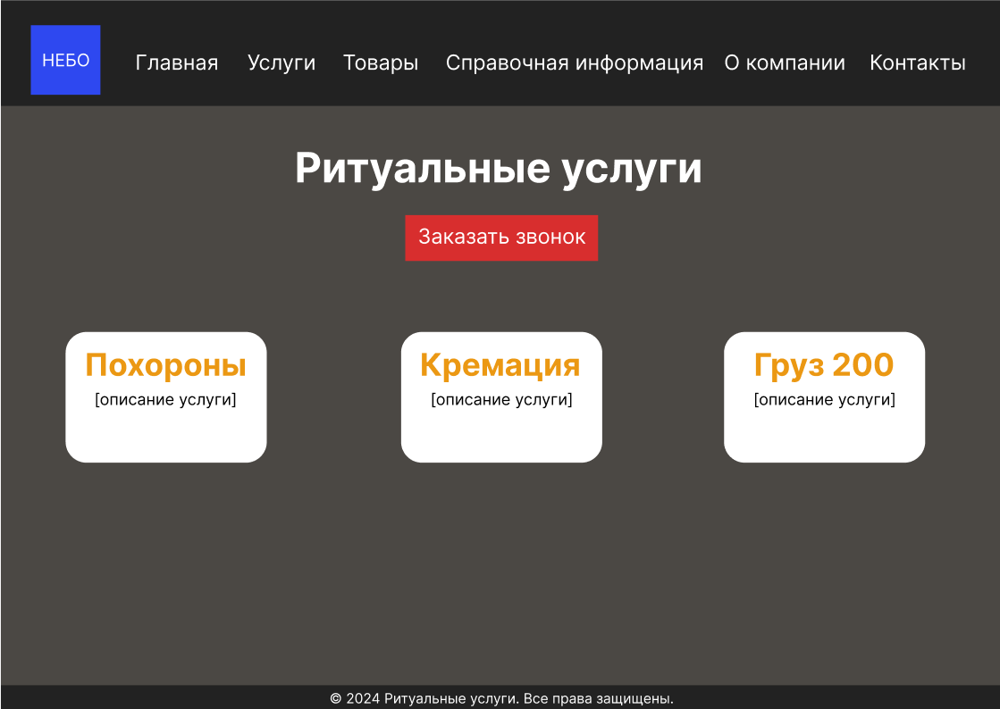 НЕБО
Главная Услуги Товары Справочная информация О компании Контакты
Ритуальные услуги
Заказать звонок
Похороны
[описание услуги]
Кремация
[описание услуги]
Груз 200
[описание услуги]
© 2024 Ритуальные услуги. Все права защищены.